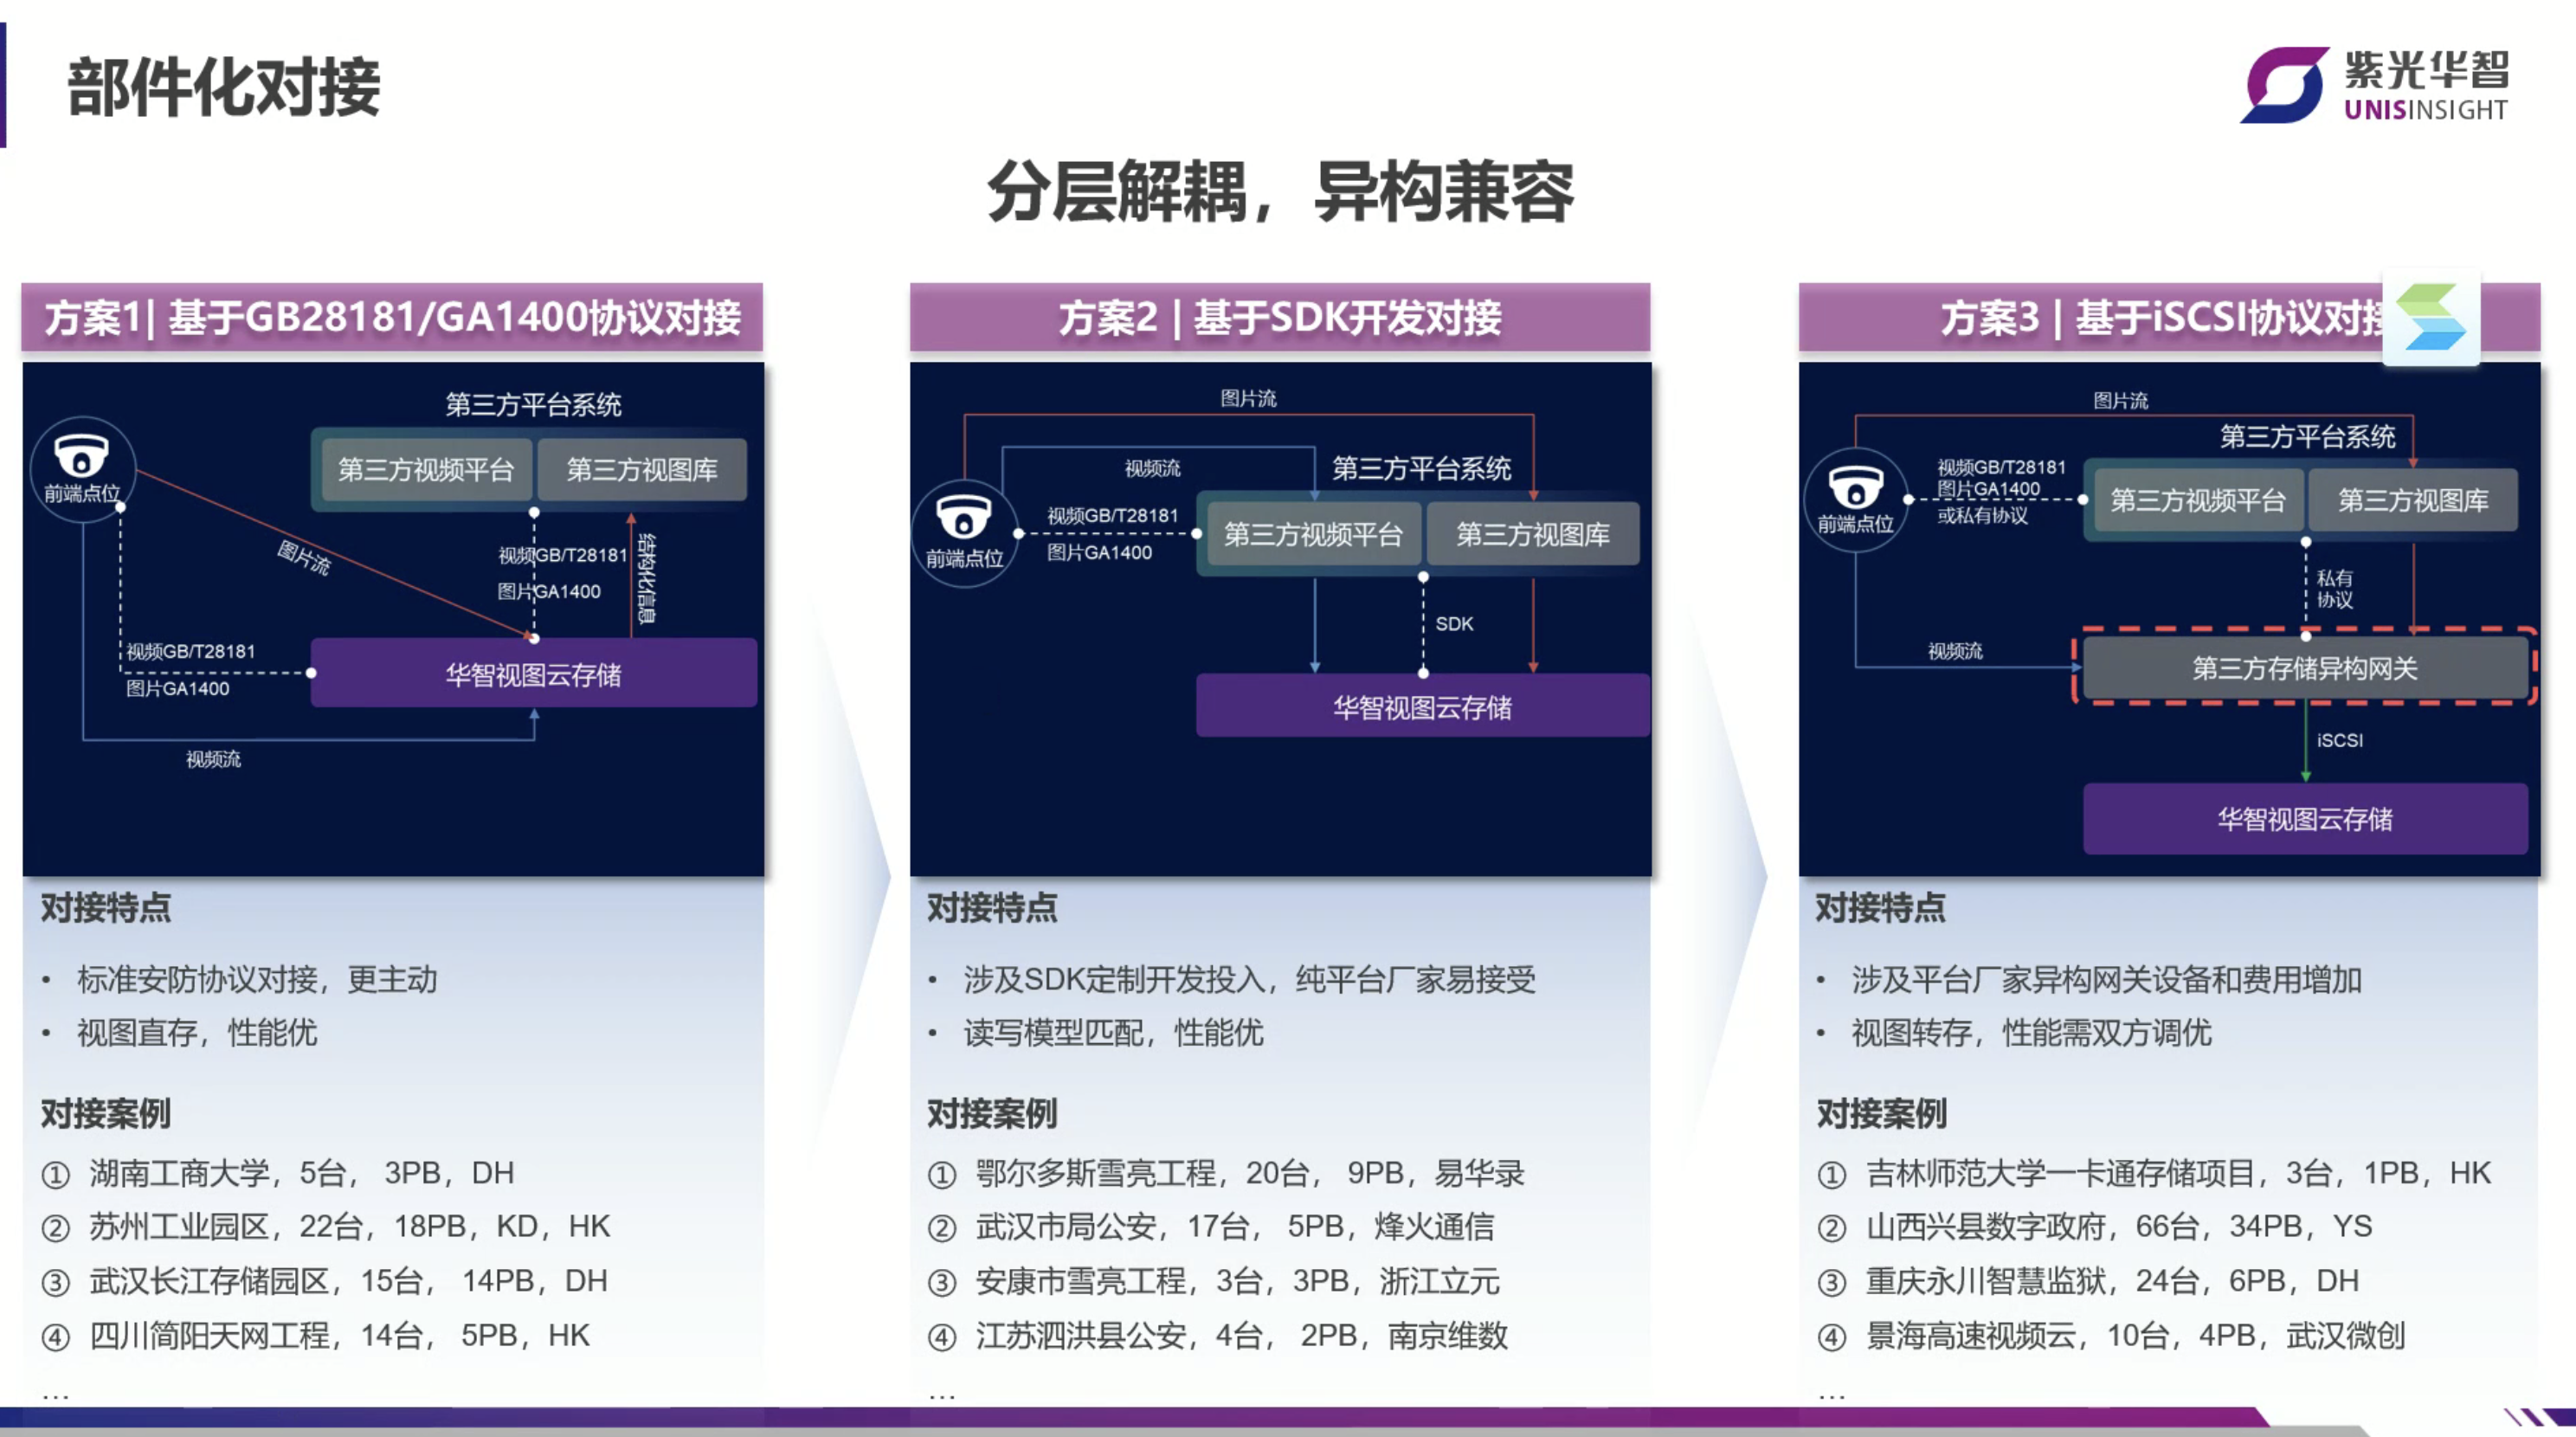 部件化对接
紫光华智
UNISINSIGHT
分层解耦，异构兼容
方案1| 基于GB28181/GA1400协议对接
第三方平台系统
第三方视频平台
第三方视图库
前端点位
图片流
视频GB/T28181
图片GA1400
结构化信息
视频GB/T28181
图片GA1400
华智视图云存储
视频流
对接特点
• 标准安防协议对接，更主动
• 视图直存，性能优
对接案例
① 湖南工商大学，5台， 3PB，DH
② 苏州工业园区，22台，18PB，KD，HK
③ 武汉长江存储园区，15台， 14PB，DH
④ 四川简阳天网工程，14台， 5PB，HK
...
方案2 | 基于SDK开发对接
图片流
视频流
第三方平台系统
前端点位
视频GB/T28181
图片GA1400
第三方视频平台
第三方视图库
SDK
华智视图云存储
对接特点
• 涉及SDK定制开发投入，纯平台厂家易接受
• 读写模型匹配，性能优
对接案例
① 鄂尔多斯雪亮工程，20台， 9PB，易华录
② 武汉市局公安，17台， 5PB，烽火通信
③ 安康市雪亮工程，3台，3PB，浙江立元
④ 江苏泗洪县公安，4台， 2PB，南京维数
...
方案3 | 基于iSCSI协议对接
图片流
第三方平台系统
前端点位
视频GB/T28181
图片GA1400
或私有协议
第三方视频平台
第三方视图库
私有
协议
视频流
第三方存储异构网关
iSCSI
华智视图云存储
对接特点
• 涉及平台厂家异构网关设备和费用增加
• 视图转存，性能需双方调优
对接案例
① 吉林师范大学一卡通存储项目，3台，1PB，HK
② 山西兴县数字政府，66台，34PB，YS
③ 重庆永川智慧监狱，24台，6PB，DH
④ 景海高速视频云，10台，4PB，武汉微创
...